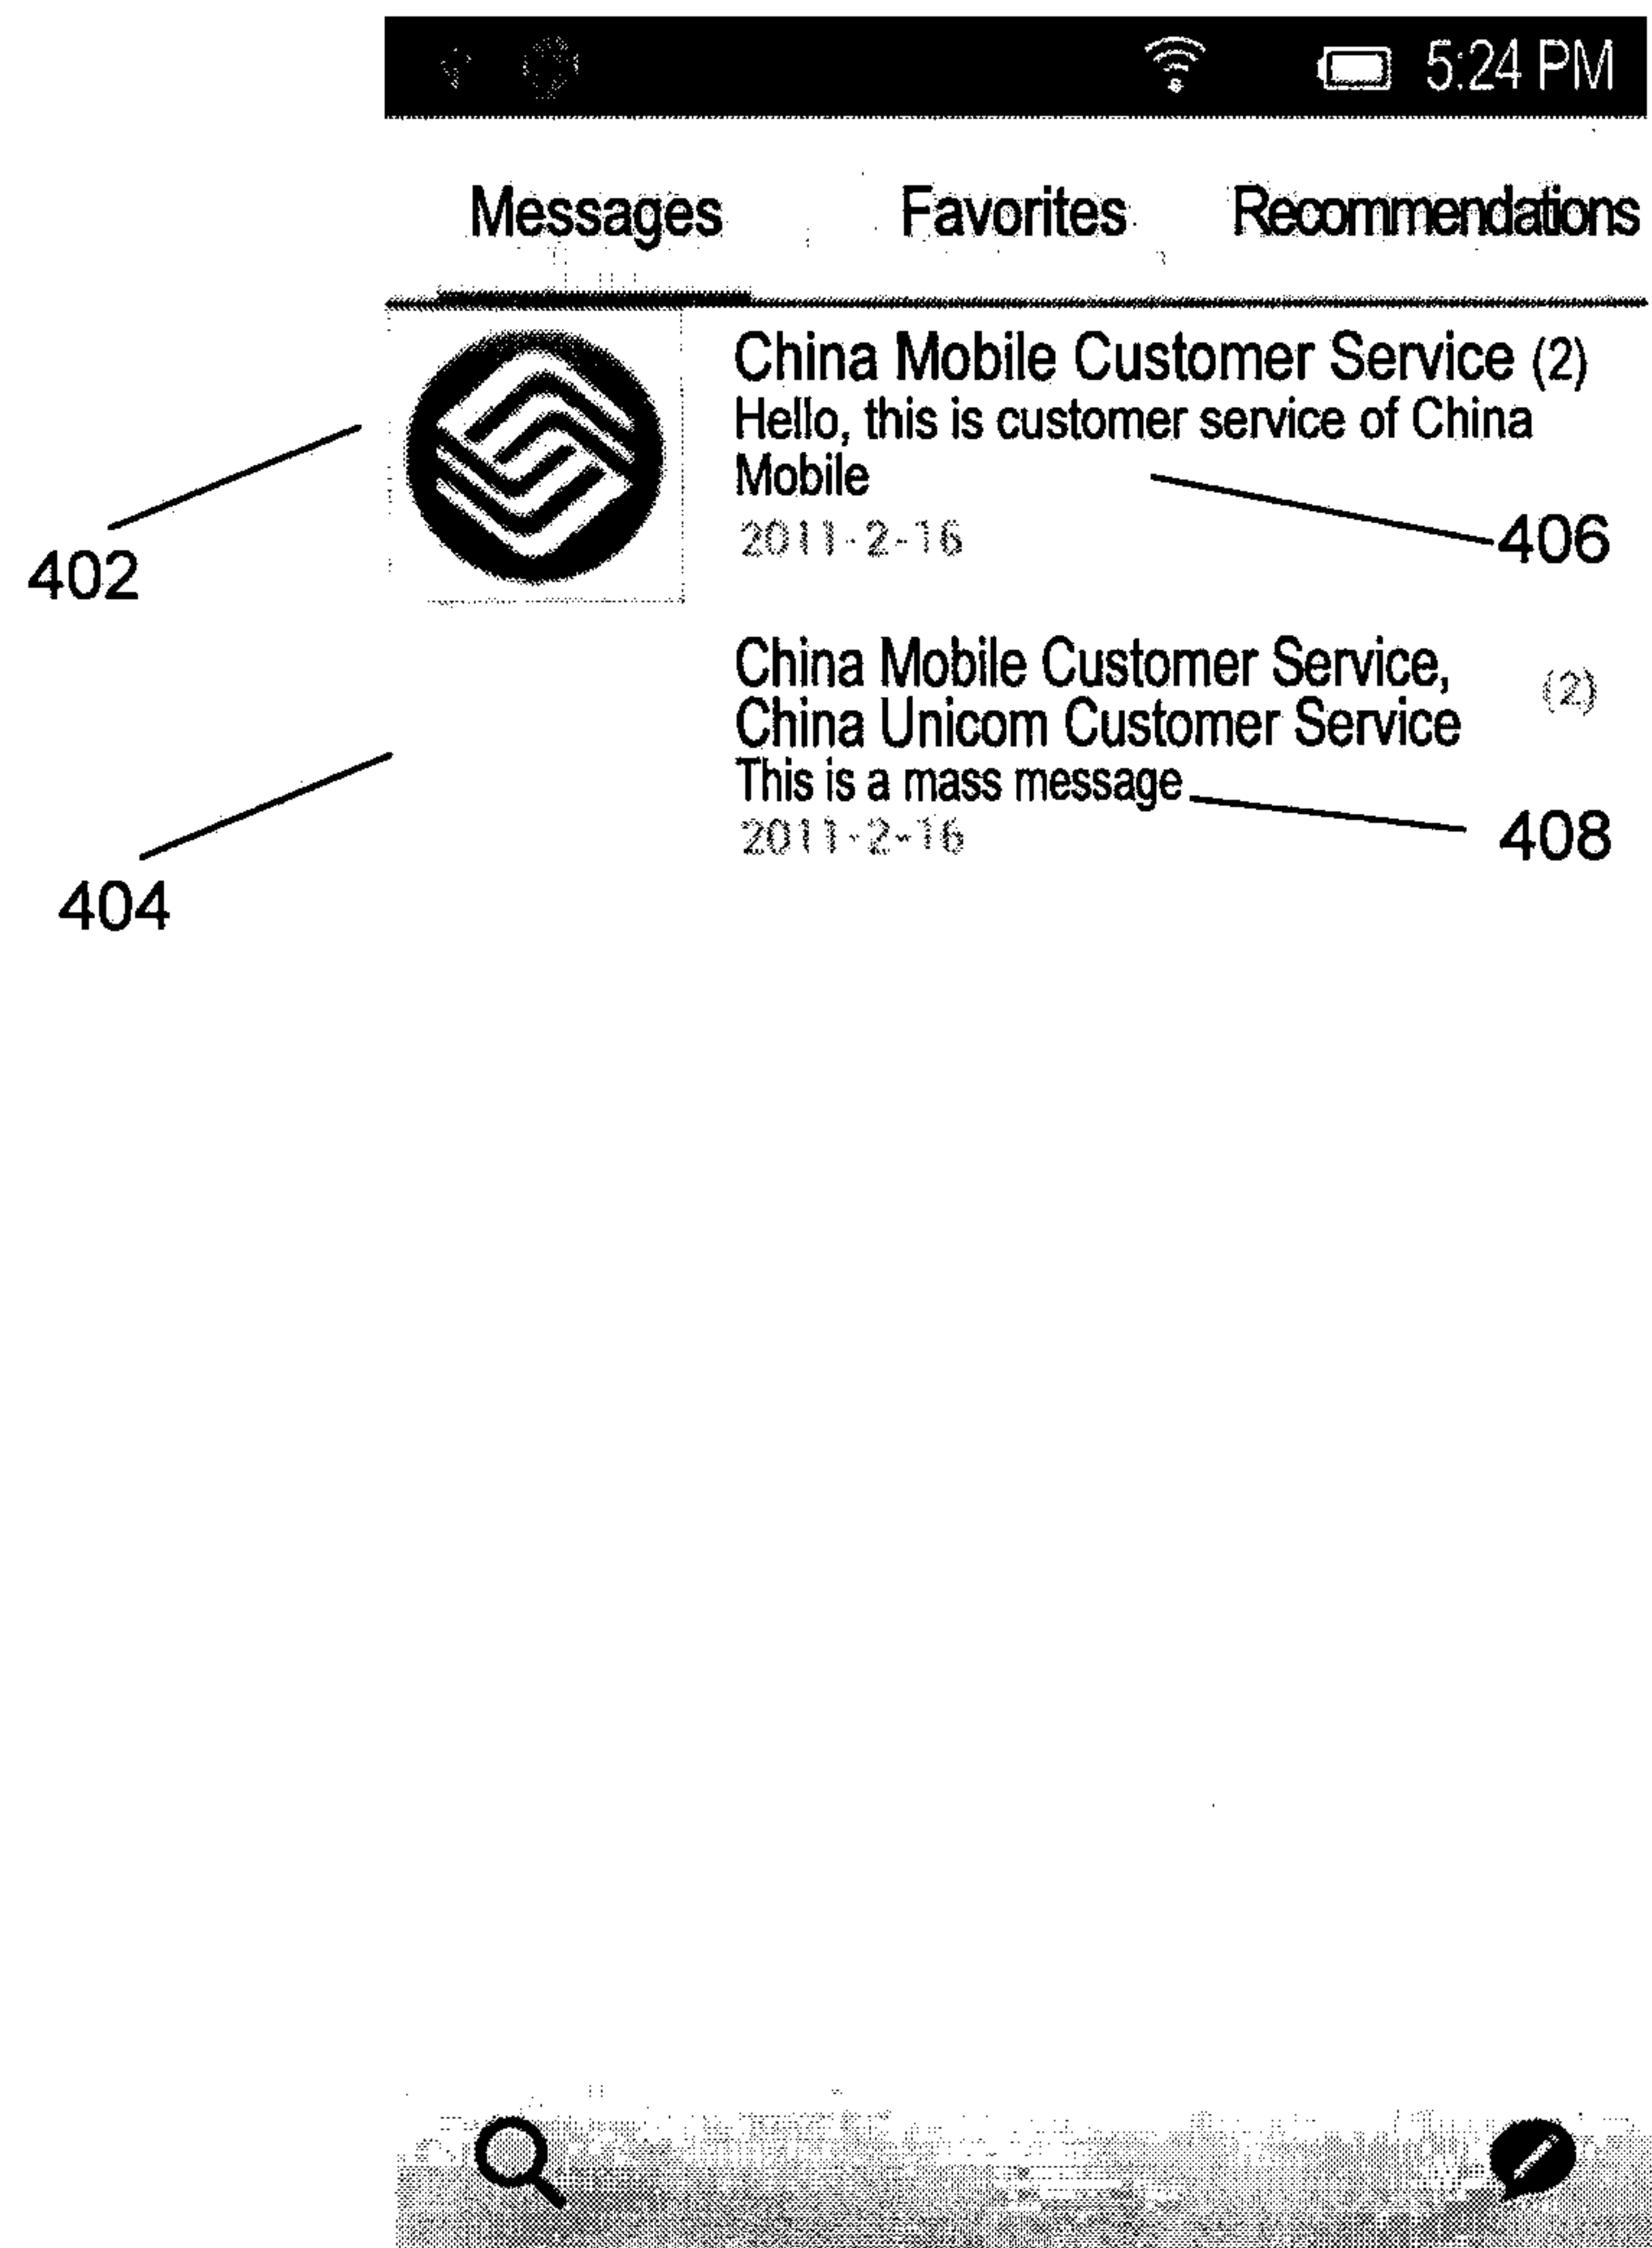 5:24 PM
Messages Favorites Recommendations
China Mobile Customer Service (2)
Hello, this is customer service of China
Mobile
2011-2-16
406
402
China Mobile Customer Service,
China Unicom Customer Service
(2)
This is a mass message
2011-2-16
408
404